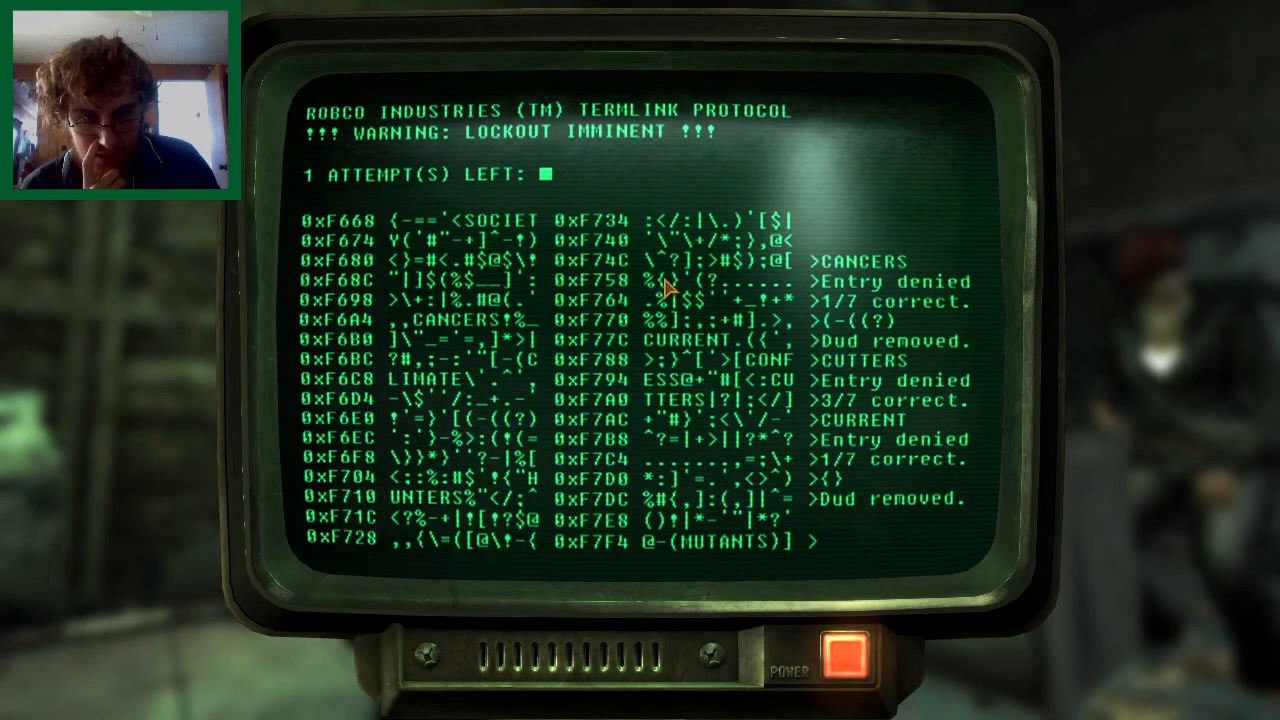 ROBCO INDUSTRIES (TM) TERMLINK PROTOCOL
!!! WARNING: LOCKOUT IMMINENT !!!
1 ATTEMPT(S) LEFT:
0xF668 {-=='<SOCIET 0xF734 :</:|\.)'[$|
0xF674 Y('#"-+]^-!) 0xF740 '\"\+/*;},@<
0xF680 <}=#<.#$@$\! 0xF74C \^?];>#$);@[ >CANCERS
0xF68C "|]$(%$__]': 0xF758 >Entry denied
0xF698 >\+:|%.#@(.' 0xF764 .%|$$''+_!+* >1/7 correct.
0xF6A4 ,,CANCERS!%_ 0xF770 %%];,;+#].>, >(-((?)
0xF6B0 ]\"_='=,]*>| 0xF77C CURRENT.({', >Dud removed.
0xF6BC ?#,;-:'"[-(C 0xF788 >;}^['>[CONF >CUTTERS
0xF6C8 LIMATE\'.^', 0xF794 ESS@+"#[<:CU >Entry denied
0xF6D4 -\$''/:_+.-' 0xF7A0 TTERS|?|;</] >3/7 correct.
0xF6E0 !'=}'[(-((?) 0xF7AC +"#}';<\'/-' >CURRENT
0xF6EC ':'}-%>:(!(= 0xF7B8 ^?=|+>||?*^? >Entry denied
0xF6F8 \}}*}''?-|%[ 0xF7C4 .......,=;\+ >1/7 correct.
0xF704 <;:%:#$'!{"H 0xF7D0 *:]'=.',<>^) >{}
0xF710 UNTERS%"</;^ 0xF7DC %#{,]:(,]|^= >Dud removed.
0xF71C <?%-+|![!?$@ 0xF7E8 ()!|*-'"|*?'
0xF728 ,,{\=([@\!-{ 0xF7F4 @-(MUTANTS)] >
POWER